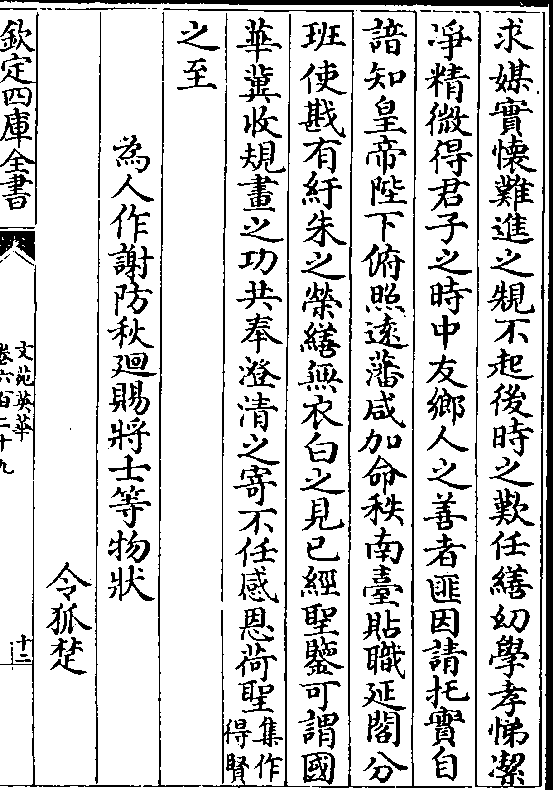 求媒實懷難進之䂓不起後時之歎任繕幼學孝悌潔
凈精微得君子之時中友鄉人之善者匪因請托實自
諳知皇帝陛下俯照逺藩咸加命秩南臺貼職延閣分
班使戡有紆朱之榮繕無衣白之見已經聖鑒可謂國
華冀收規畫之功共奉澄清之寄不任感恩荷聖集作得賢
之至
為人作謝防秋廻賜將士等物狀
令狐楚
欽定四庫全書
文苑英華
卷六百二十九
十二